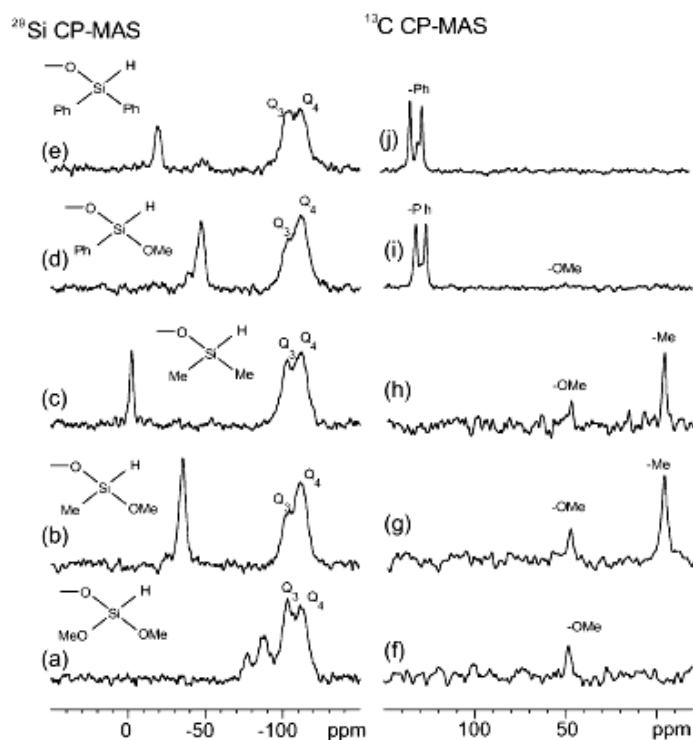 29Si CP-MAS
13C CP-MAS
O H
Si
Ph Ph
(e)
Q3 Q4
-Ph
(j)
O H
Si
Ph OMe
(d)
Q3 Q4
-Ph
-OMe
(i)
O H
Si
Me Me
(c)
Q3 Q4
-OMe
-Me
(h)
O H
Si
Me OMe
(b)
Q3 Q4
-OMe
-Me
(g)
O H
Si
MeO OMe
(a)
Q3 Q4
-OMe
(f)
0 -50 -100 ppm
100 50 ppm